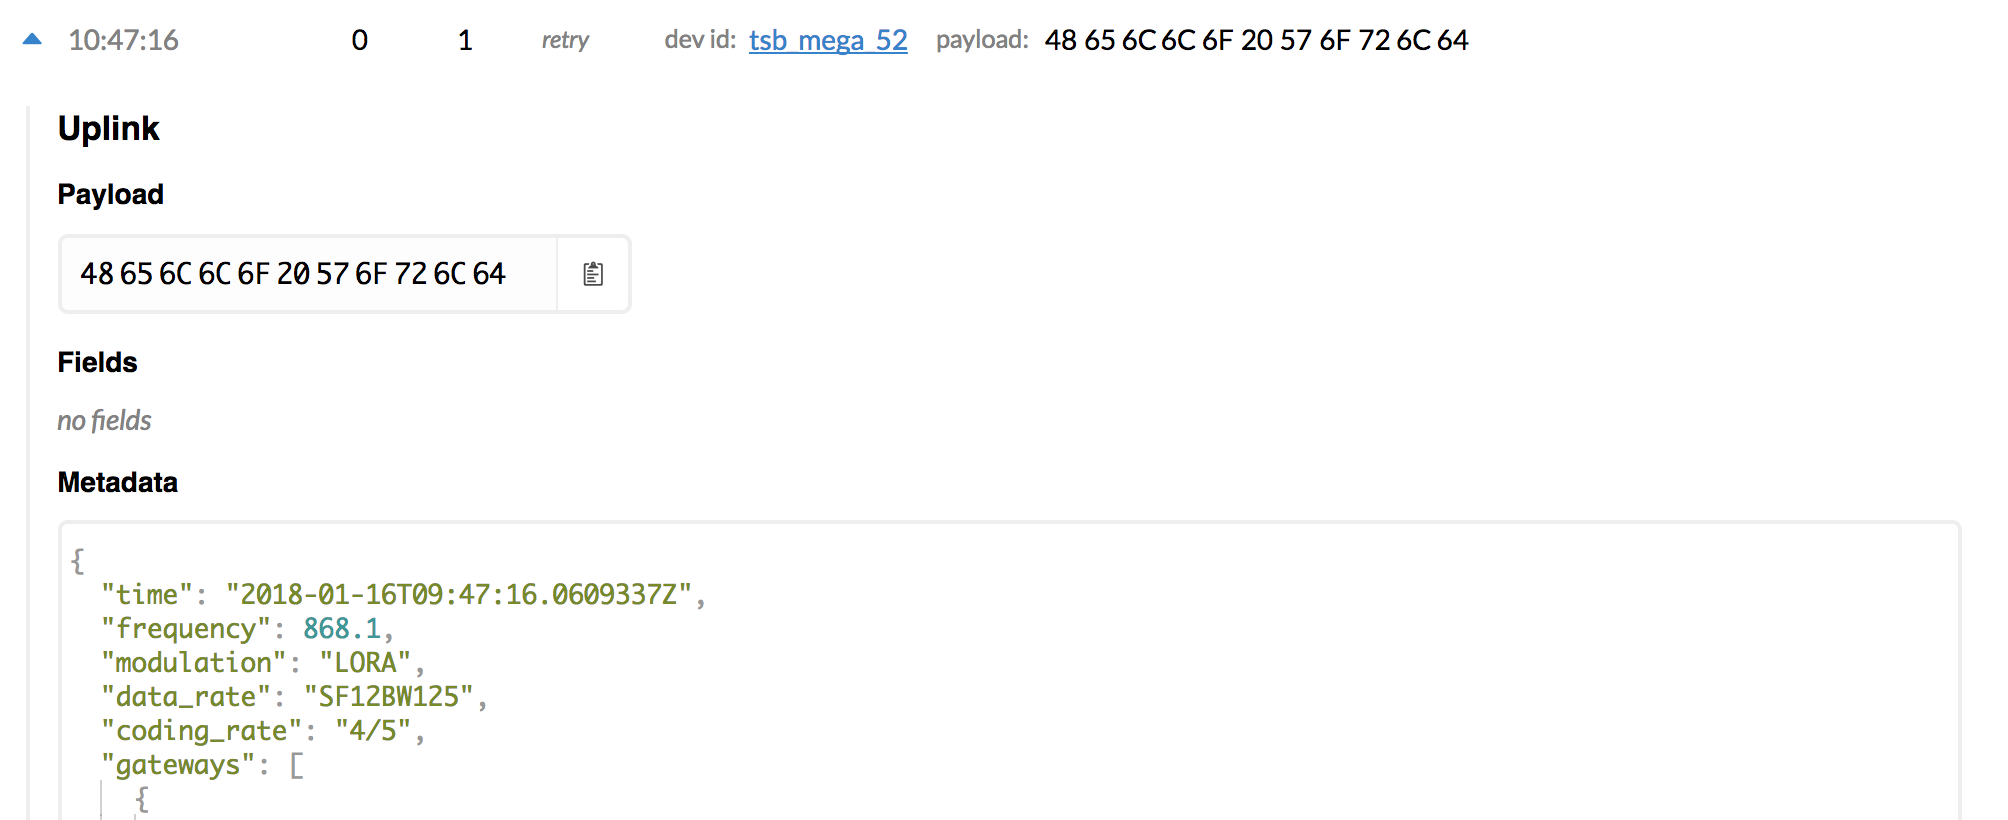 10:47:16 0 1 retry dev id: tsb_mega_52 payload: 48 65 6C 6C 6F 20 57 6F 72 6C 64
Uplink
Payload
48 65 6C 6C 6F 20 57 6F 72 6C 64
Fields
no fields
Metadata
{
"time": "2018-01-16T09:47:16.0609337Z",
"frequency": 868.1,
"modulation": "LORA",
"data_rate": "SF12BW125",
"coding_rate": "4/5",
"gateways": [
{